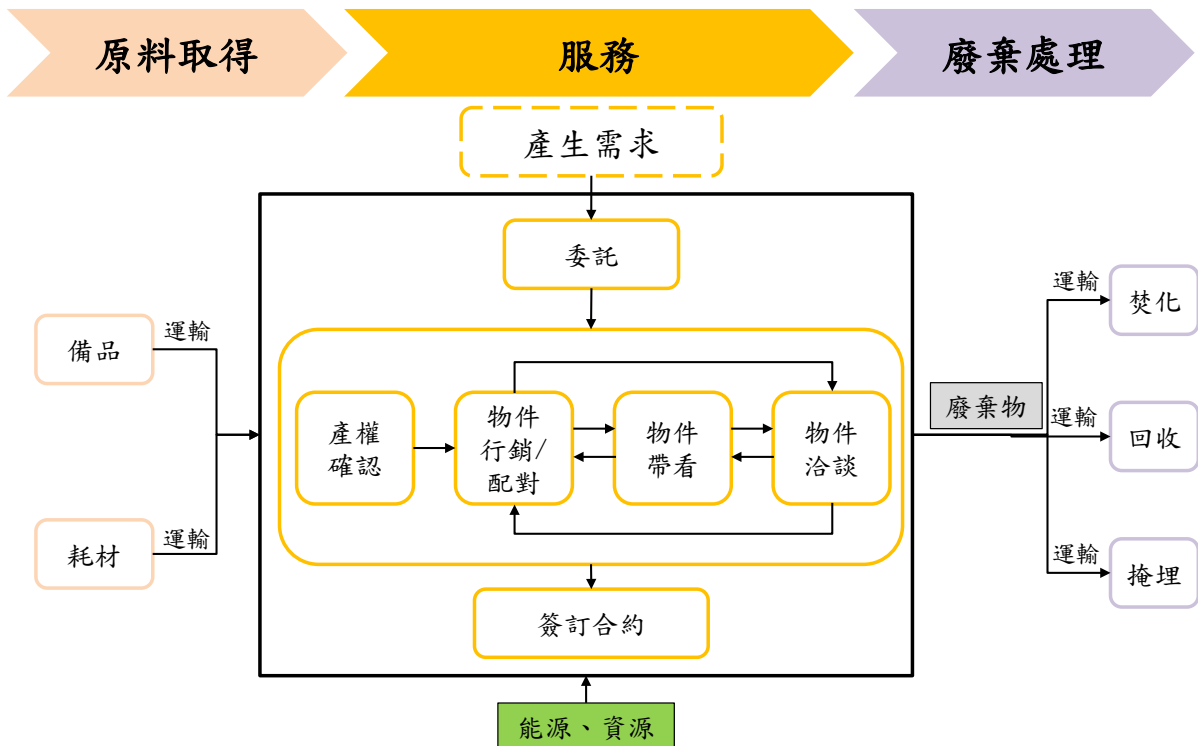 原料取得
服務
廢棄處理
產生需求
委託
備品
運輸
耗材
運輸
產權
確認
物件
行銷/
配對
物件
帶看
物件
洽談
簽訂合約
能源、資源
廢棄物
運輸
焚化
運輸
回收
運輸
掩埋